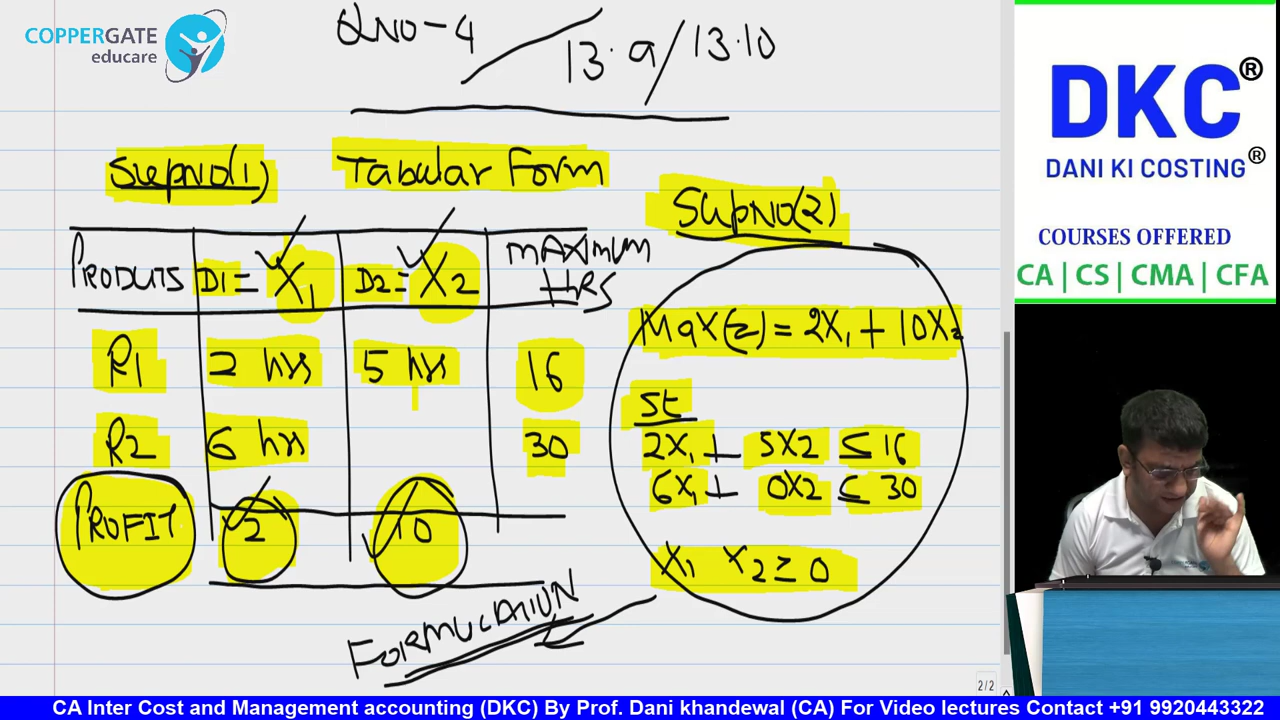 COPPERGATE
educare
QNO-4
13.9/13.10
StepNo(1) Tabular Form
StepNo(2)
PRODUTS D1= X1 D2= X2 MAXIMUM HRS
R1 2 hrs 5 hrs 16
R2 6 hrs 30
PROFIT 2 10
Max(z) = 2X1 + 10X2
St
2X1 + 5X2 ≤ 16
6X1 + 0X2 ≤ 30
X1 X2 ≥ 0
FORMULATION
2/2
DKC®
DANI KI COSTING®
COURSES OFFERED
CA | CS | CMA | CFA
CA Inter Cost and Management accounting (DKC) By Prof. Dani khandewal (CA) For Video lectures Contact +91 9920443322